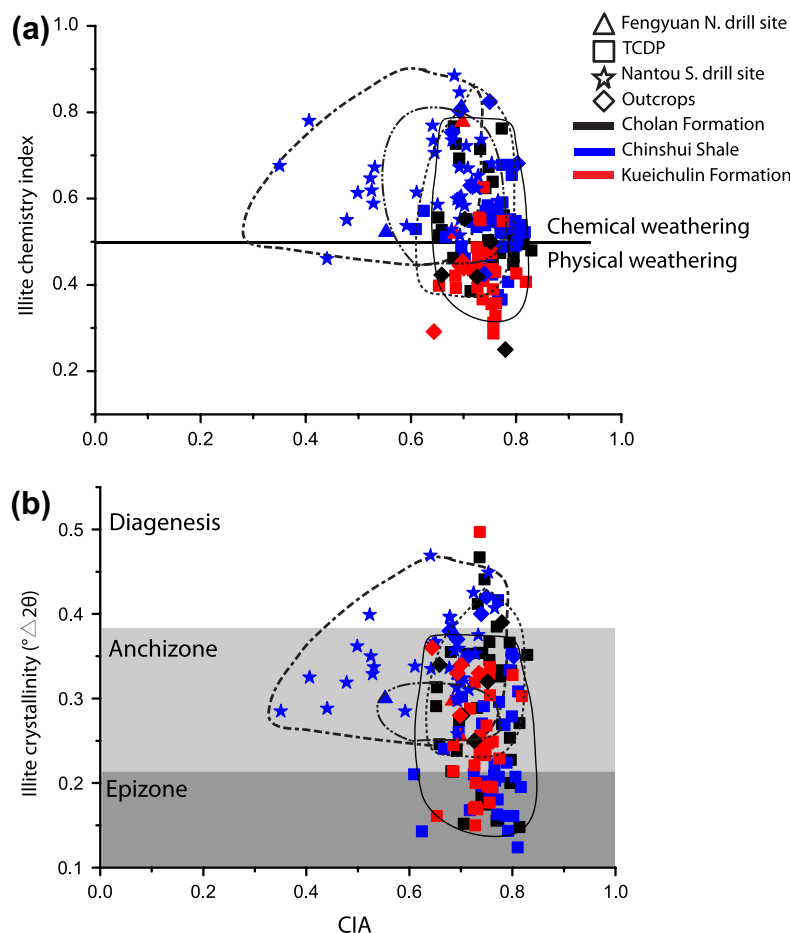 (a)
1.0
0.8
0.6
0.4
0.2
Illite chemistry index
Fengyuan N. drill site
TCDP
Nantou S. drill site
Outcrops
Cholan Formation
Chinshui Shale
Kueichulin Formation
Chemical weathering
Physical weathering
0.0 0.2 0.4 0.6 0.8 1.0
(b)
0.5
0.4
0.3
0.2
0.1
Illite crystallinity (°△2θ)
Diagenesis
Anchizone
Epizone
0.0 0.2 0.4 0.6 0.8 1.0
CIA